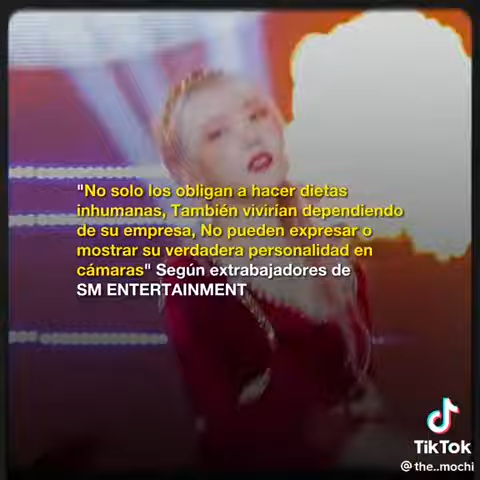 "No solo los obligan a hacer dietas
inhumanas, También vivirían dependiendo
de su empresa, No pueden expresar o
mostrar su verdadera personalidad en
cámaras" Según extrabajadores de
SM ENTERTAINMENT
TikTok
@the..mochi